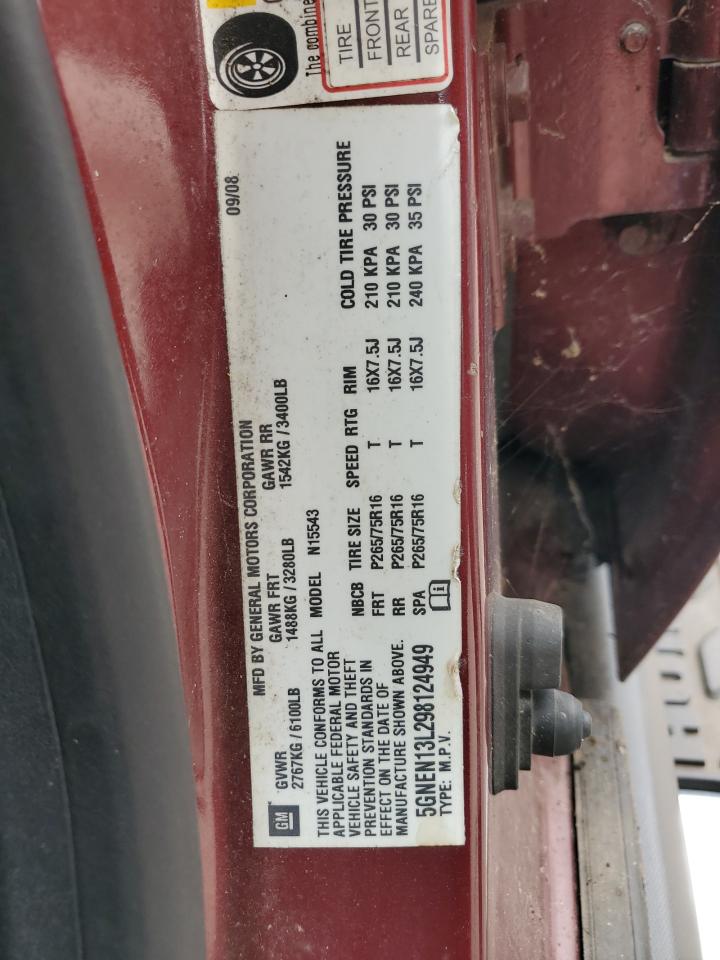 The combine
TIRE
FRONT
REAR
SPARE
MFD BY GENERAL MOTORS CORPORATION 09/08
GVWR GAWR FRT GAWR RR
2767KG / 6100LB 1488KG / 3280LB 1542KG / 3400LB
THIS VEHICLE CONFORMS TO ALL
APPLICABLE FEDERAL MOTOR
VEHICLE SAFETY AND THEFT
PREVENTION STANDARDS IN
EFFECT ON THE DATE OF
MANUFACTURE SHOWN ABOVE.
5GNEN13L298124949
TYPE: M.P.V.
MODEL N15543
NBCB TIRE SIZE SPEED RTG RIM COLD TIRE PRESSURE
FRT P265/75R16 T 16X7.5J 210 KPA 30 PSI
RR P265/75R16 T 16X7.5J 210 KPA 30 PSI
SPA P265/75R16 T 16X7.5J 240 KPA 35 PSI
GM